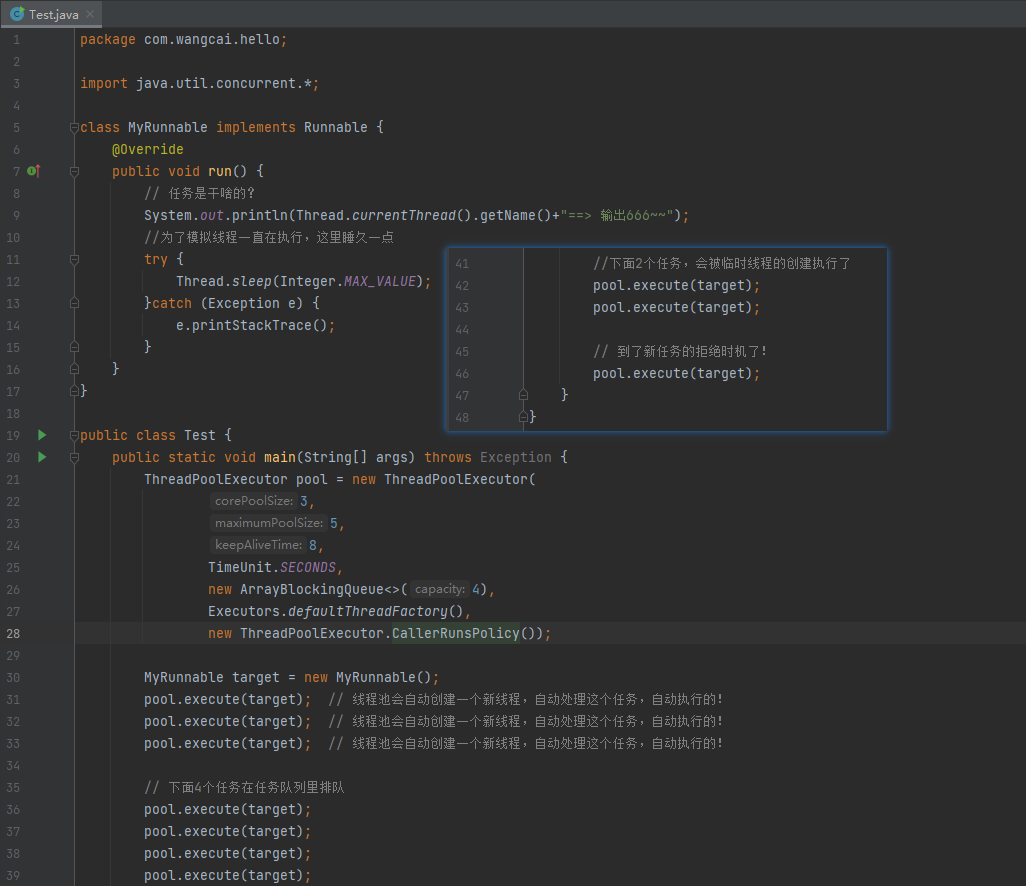 Test.java
1 package com.wangcai.hello;
2
3 import java.util.concurrent.*;
4
5 class MyRunnable implements Runnable {
6 @Override
7 public void run() {
8 // 任务是干啥的?
9 System.out.println(Thread.currentThread().getName()+"==> 输出666~~");
10 //为了模拟线程一直在执行，这里睡久一点
11 try {
12 Thread.sleep(Integer.MAX_VALUE);
13 }catch (Exception e) {
14 e.printStackTrace();
15 }
16 }
17 }
18
19 public class Test {
20 public static void main(String[] args) throws Exception {
21 ThreadPoolExecutor pool = new ThreadPoolExecutor(
22 corePoolSize: 3,
23 maximumPoolSize: 5,
24 keepAliveTime: 8,
25 TimeUnit.SECONDS,
26 new ArrayBlockingQueue<>( capacity: 4),
27 Executors.defaultThreadFactory(),
28 new ThreadPoolExecutor.CallerRunsPolicy());
29
30 MyRunnable target = new MyRunnable();
31 pool.execute(target); // 线程池会自动创建一个新线程，自动处理这个任务，自动执行的!
32 pool.execute(target); // 线程池会自动创建一个新线程，自动处理这个任务，自动执行的!
33 pool.execute(target); // 线程池会自动创建一个新线程，自动处理这个任务，自动执行的!
34
35 // 下面4个任务在任务队列里排队
36 pool.execute(target);
37 pool.execute(target);
38 pool.execute(target);
39 pool.execute(target);
41 //下面2个任务，会被临时线程的创建执行了
42 pool.execute(target);
43 pool.execute(target);
44
45 // 到了新任务的拒绝时机了!
46 pool.execute(target);
47 }
48 }